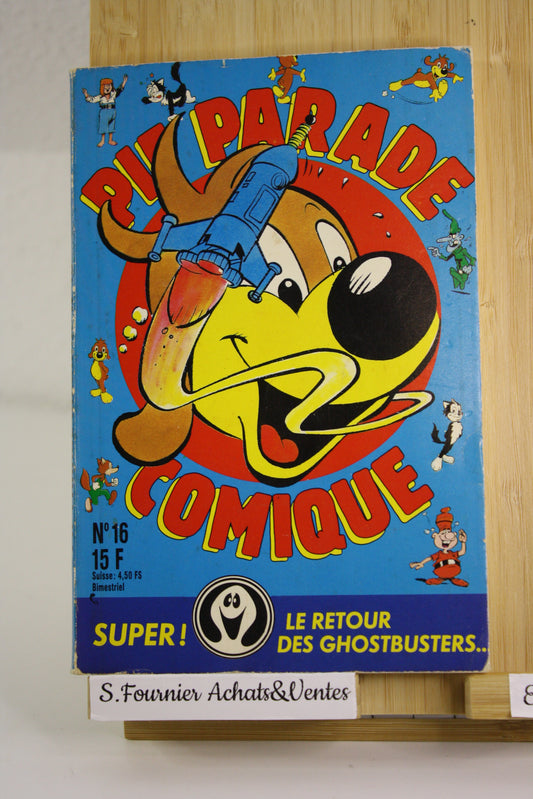 PIF PARADE
COMIQUE
N° 16
15 F
Suisse: 4,50 FS
Bimestriel
SUPER !
LE RETOUR
DES GHOSTBUSTERS..
S.Fournier Achats&Ventes